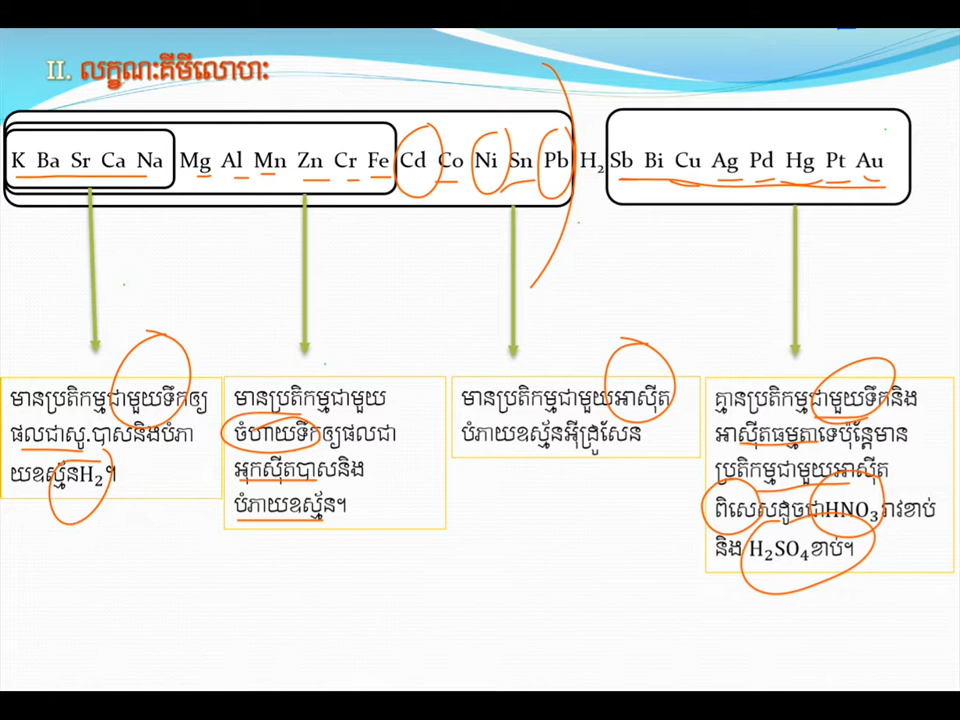 II. លក្ខណៈគីមីលោហៈ
K Ba Sr Ca Na Mg Al Mn Zn Cr Fe Cd Co Ni Sn Pb H₂ Sb Bi Cu Ag Pd Hg Pt Au
មានប្រតិកម្មជាមួយទឹកឲ្យ
ផលជាសូ.បាសនិងបំភា
យឧស្ម័នH₂។
មានប្រតិកម្មជាមួយ
ចំហាយទឹកឲ្យផលជា
អុកស៊ីតបាសនិង
បំភាយឧស្ម័ន។
មានប្រតិកម្មជាមួយអាស៊ីត
បំភាយឧស្ម័នអ៊ីដ្រូសែន
គ្មានប្រតិកម្មជាមួយទឹកនិង
អាស៊ីតធម្មតាទេប៉ុន្តែមាន
ប្រតិកម្មជាមួយអាស៊ីត
ពិសេសដូចជាHNO₃រាវខាប់
និង H₂SO₄ខាប់។